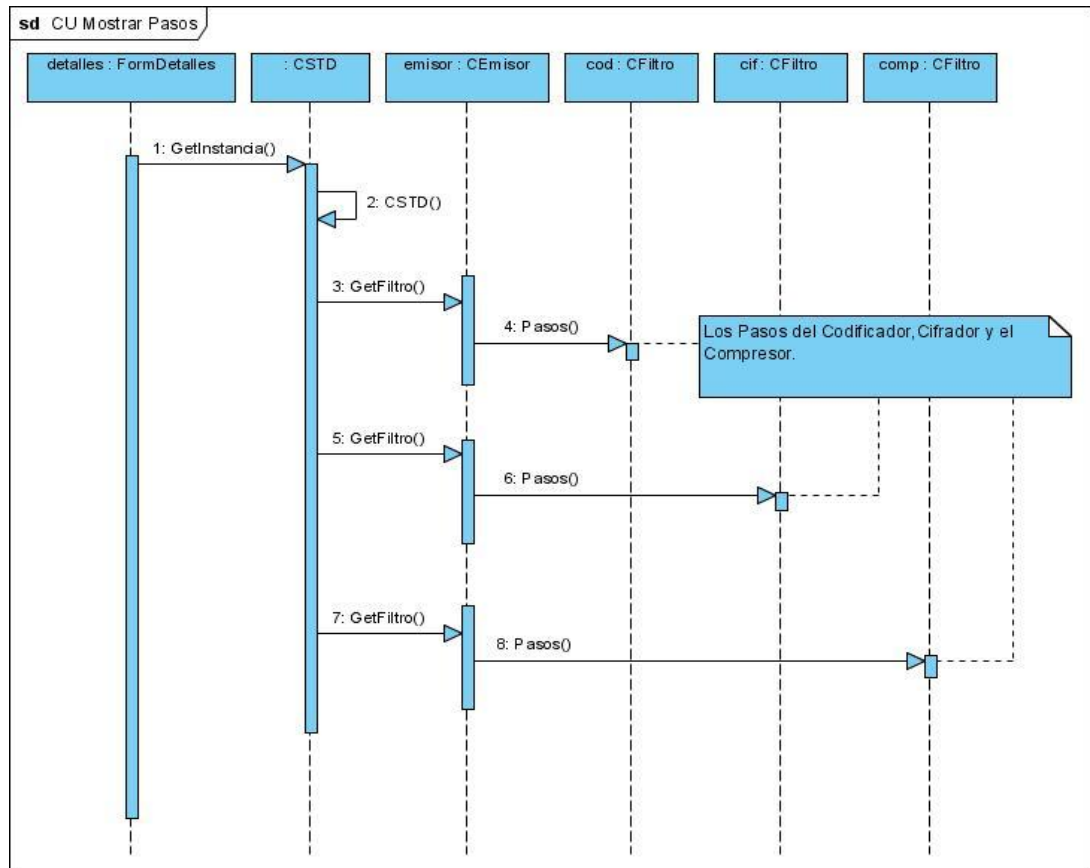 sd CU Mostrar Pasos
detalles : FormDetalles
: CSTD
emisor : CEmisor
cod : CFiltro
cif : CFiltro
comp : CFiltro
1: GetInstancia()
2: CSTD()
3: GetFiltro()
4: Pasos()
Los Pasos del Codificador,Cifrador y el
Compresor.
5: GetFiltro()
6: Pasos()
7: GetFiltro()
8: Pasos()